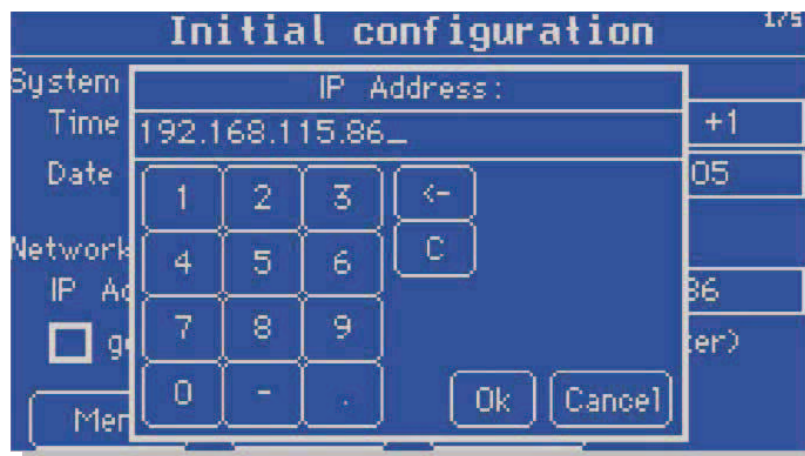 Initial configuration 1/5
System
IP Address:
Time
192.168.115.86_
+1
Date
05
1 2 3 <-
Network
4 5 6 C
IP Ad
86
7 8 9
ge
ter)
0 - .
Ok Cancel
Men